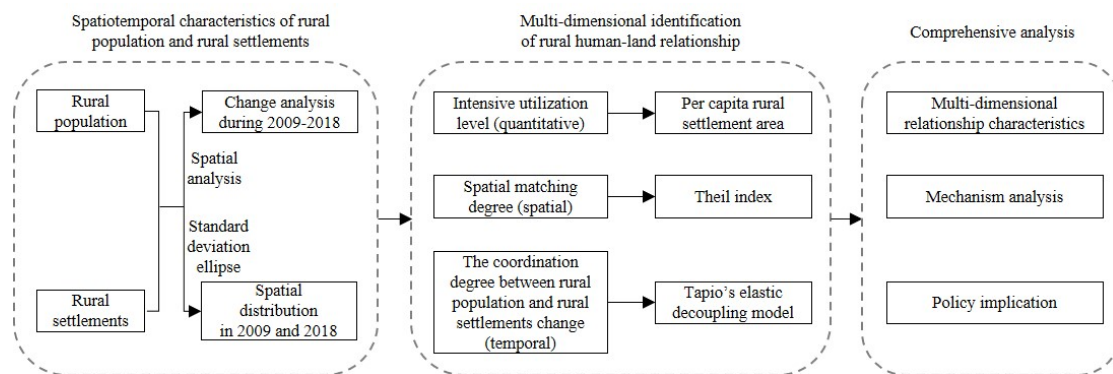 Spatiotemporal characteristics of rural
population and rural settlements
Rural
population
Change analysis
during 2009-2018
Spatial
analysis
Standard
deviation
ellipse
Rural
settlements
Spatial
distribution
in 2009 and 2018
Multi-dimensional identification
of rural human-land relationship
Intensive utilization
level (quantitative)
Per capita rural
settlement area
Spatial matching
degree (spatial)
Theil index
The coordination
degree between rural
population and rural
settlements change
(temporal)
Tapio’s elastic
decoupling model
Comprehensive analysis
Multi-dimensional
relationship characteristics
Mechanism analysis
Policy implication